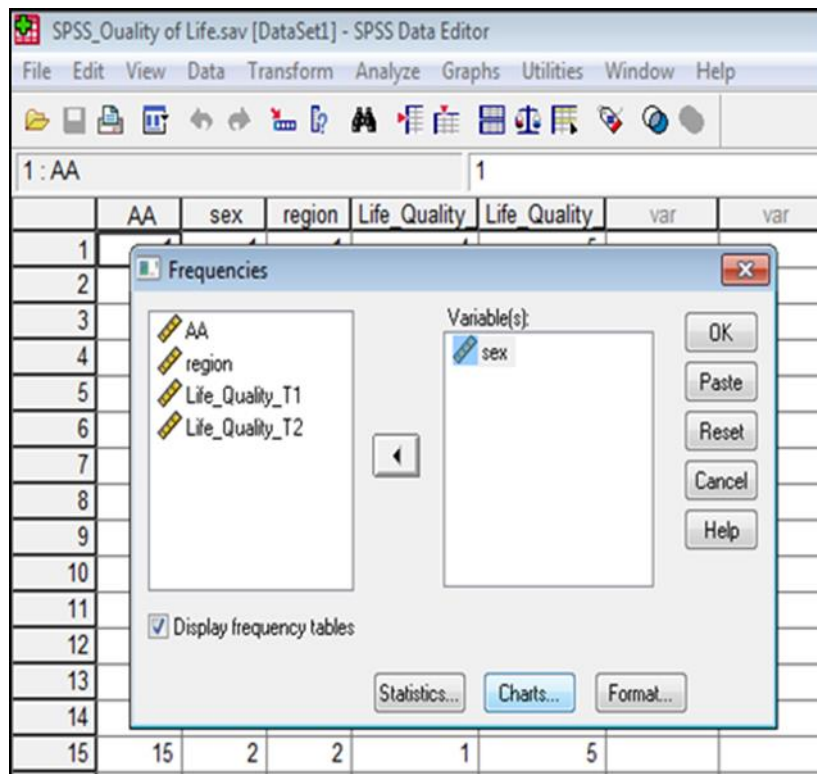 SPSS_Ouality of Life.sav [DataSet1] - SPSS Data Editor
File Edit View Data Transform Analyze Graphs Utilities Window Help
1 : AA 1
AA sex region Life_Quality_ Life_Quality_ var var
1
Frequencies
2
3
4
5
6
7
8
9
10
11
12
13
14
Variable(s):
AA
region
Life_Quality_T1
Life_Quality_T2
sex
OK
Paste
Reset
Cancel
Help
Display frequency tables
Statistics... Charts... Format...
15 15 2 2 1 5